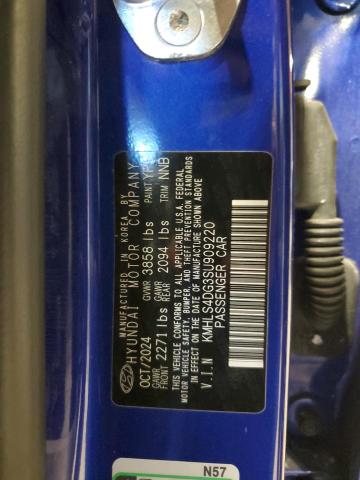 MANUFACTURED IN KOREA BY
HYUNDAI MOTOR COMPANY
OCT/2024 GVWR 3858 lbs PAINT
GAWR FRONT 2271 lbs GAWR REAR 2094 lbs TRIM NNB
THIS VEHICLE CONFORMS TO ALL APPLICABLE U.S.A. FEDERAL
MOTOR VEHICLE SAFETY, BUMPER, AND THEFT PREVENTION STANDARDS
IN EFFECT ON THE DATE OF MANUFACTURE SHOWN ABOVE
V.I.N KMHLS4DG3SU900220
PASSENGER CAR
N57